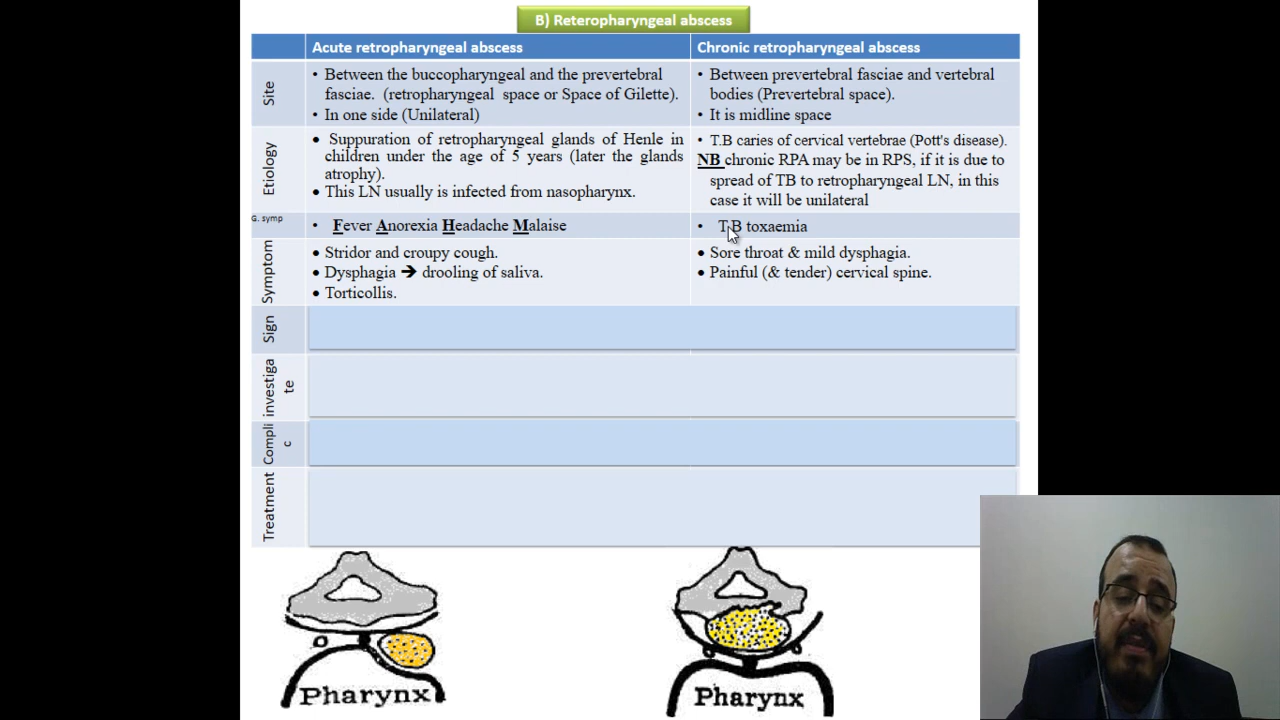 B) Reteropharyngeal abscess
Acute retropharyngeal abscess
Chronic retropharyngeal abscess
Site
• Between the buccopharyngeal and the prevertebral
fasciae. (retropharyngeal space or Space of Gilette).
• In one side (Unilateral)
• Between prevertebral fasciae and vertebral
bodies (Prevertebral space).
• It is midline space
Etiology
• Suppuration of retropharyngeal glands of Henle in
children under the age of 5 years (later the glands
atrophy).
• This LN usually is infected from nasopharynx.
• T.B caries of cervical vertebrae (Pott's disease).
NB chronic RPA may be in RPS, if it is due to
spread of TB to retropharyngeal LN, in this
case it will be unilateral
G. symp
• Fever Anorexia Headache Malaise
• T.B toxaemia
Symptom
• Stridor and croupy cough.
• Dysphagia ➔ drooling of saliva.
• Torticollis.
• Sore throat & mild dysphagia.
• Painful (& tender) cervical spine.
Sign
investiga
te
Compli
c
Treatment
Pharynx
Pharynx